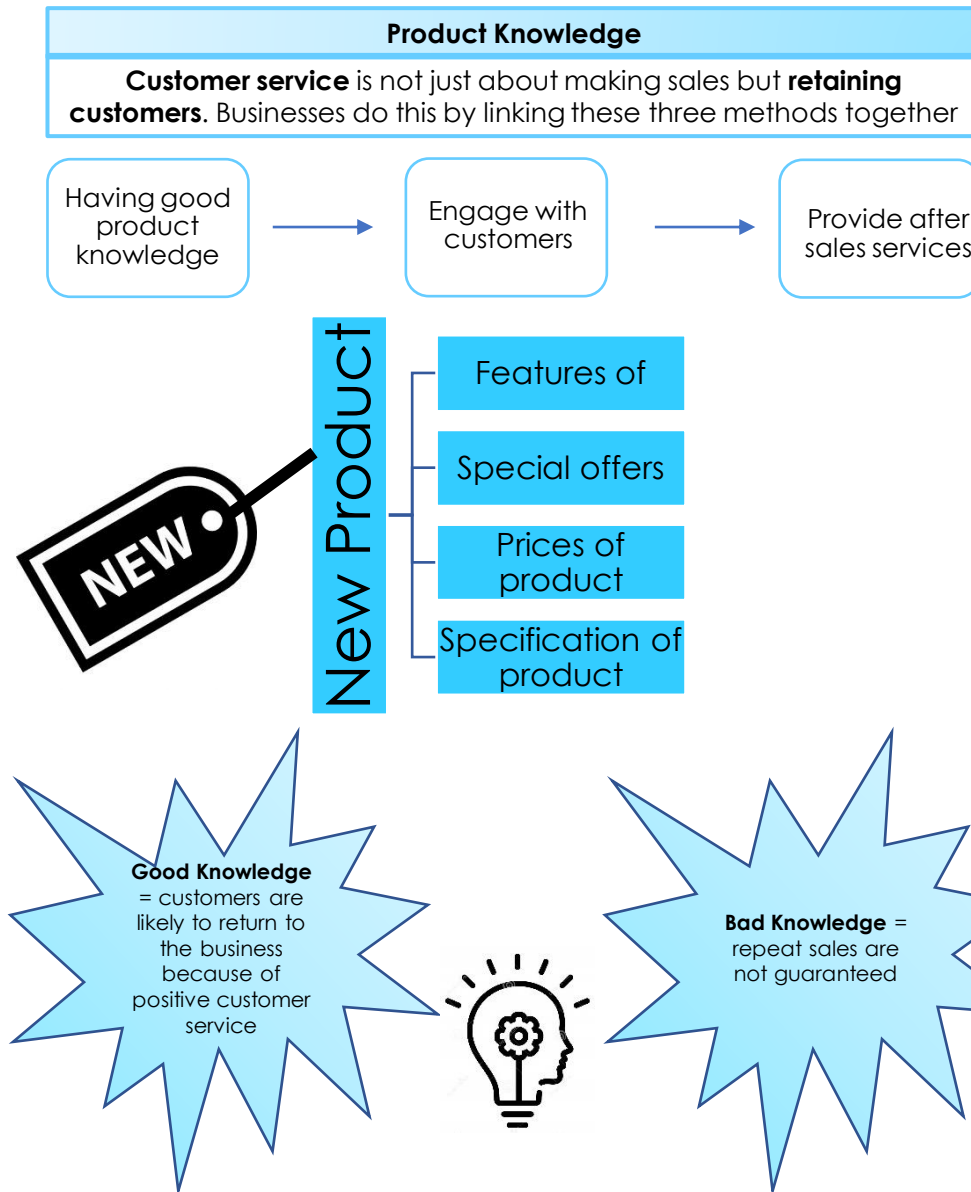 Product Knowledge
Customer service is not just about making sales but retaining
customers. Businesses do this by linking these three methods together
Having good
product
knowledge
Engage with
customers
Provide after
sales services
New Product
Features of
Special offers
Prices of
product
Specification of
product
NEW
Good Knowledge
= customers are
likely to return to
the business
because of
positive customer
service
Bad Knowledge =
repeat sales are
not guaranteed